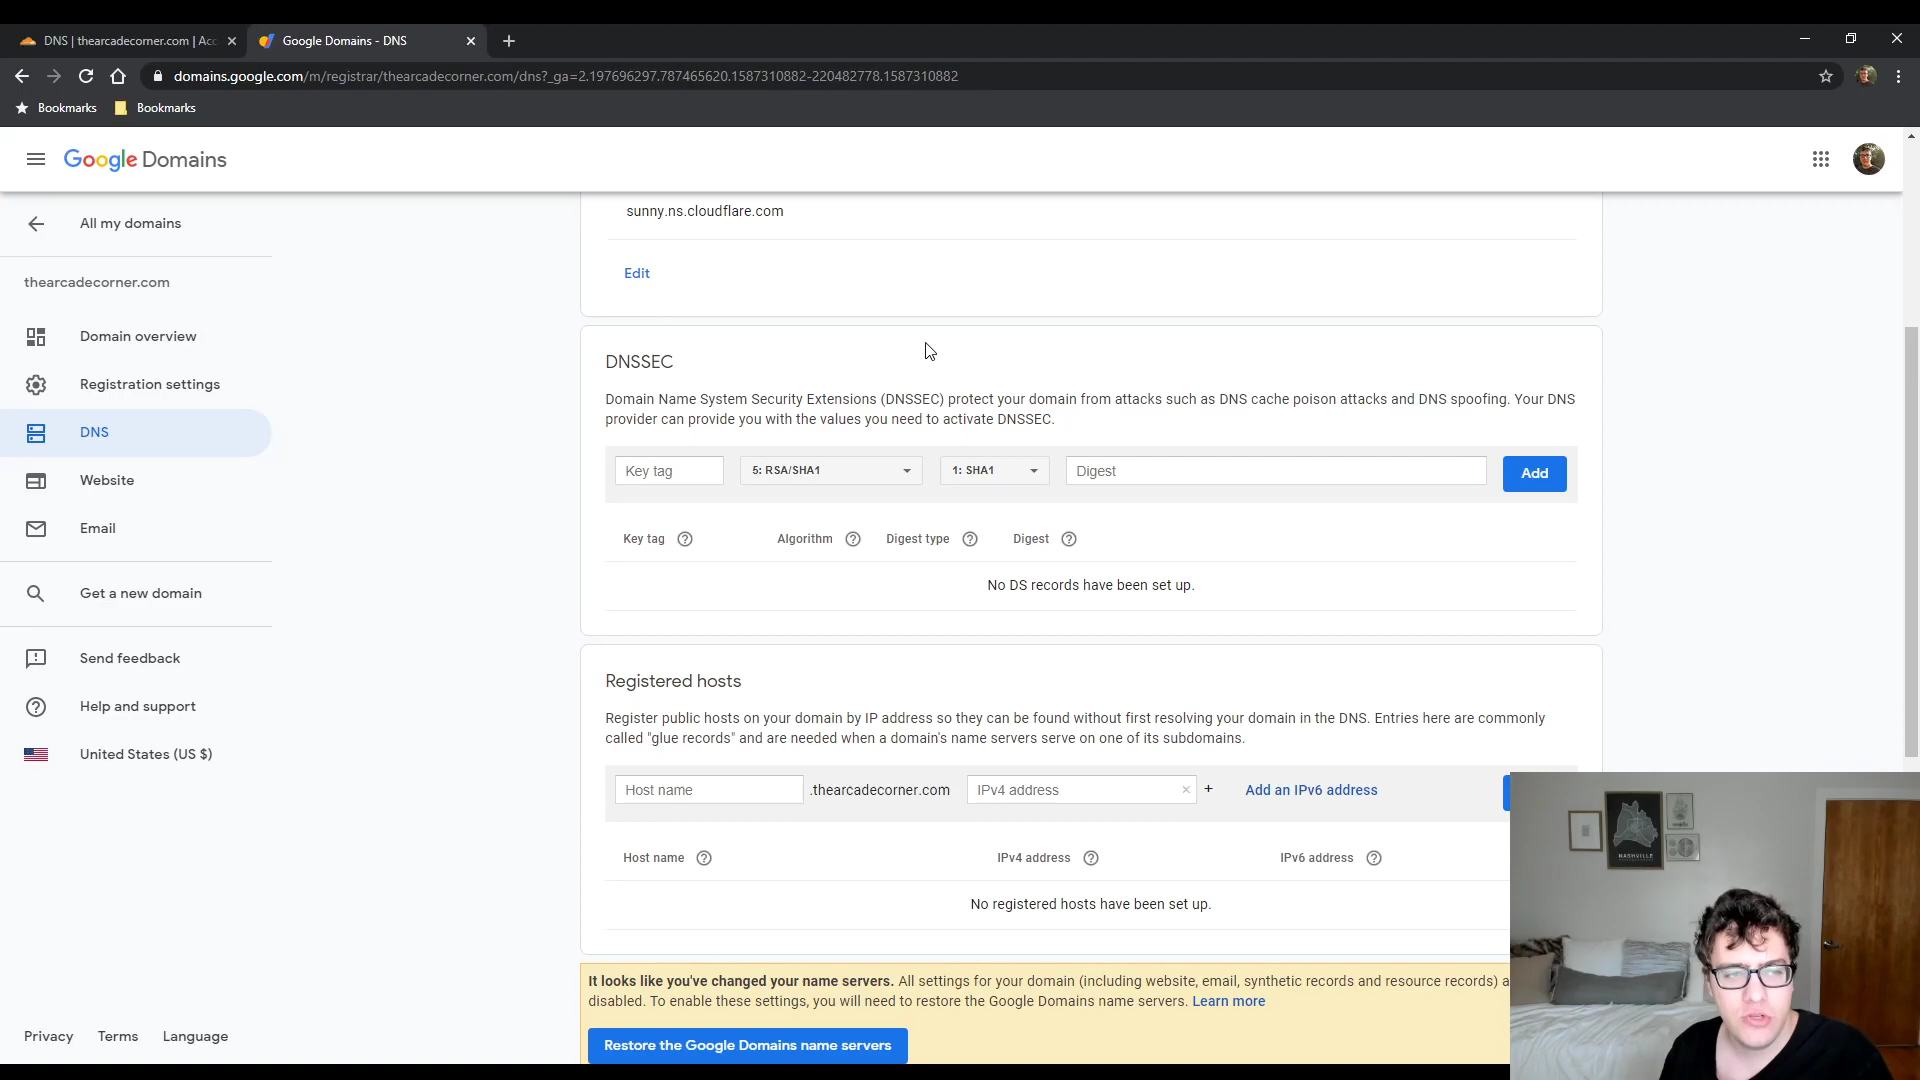 DNS | thearcadecorner.com | Acc
Google Domains - DNS
domains.google.com/m/registrar/thearcadecorner.com/dns?_ga=2.197696297.787465620.1587310882-220482778.1587310882
Bookmarks
Bookmarks
Google Domains
All my domains
thearcadecorner.com
Domain overview
Registration settings
DNS
Website
Email
Get a new domain
Send feedback
Help and support
United States (US $)
Privacy
Terms
Language
sunny.ns.cloudflare.com
Edit
DNSSEC
Domain Name System Security Extensions (DNSSEC) protect your domain from attacks such as DNS cache poison attacks and DNS spoofing. Your DNS
provider can provide you with the values you need to activate DNSSEC.
Key tag
5: RSA/SHA1
1: SHA1
Digest
Add
Key tag
Algorithm
Digest type
Digest
No DS records have been set up.
Registered hosts
Register public hosts on your domain by IP address so they can be found without first resolving your domain in the DNS. Entries here are commonly
called "glue records" and are needed when a domain's name servers serve on one of its subdomains.
Host name
.thearcadecorner.com
IPv4 address
+
Add an IPv6 address
Host name
IPv4 address
IPv6 address
No registered hosts have been set up.
It looks like you've changed your name servers. All settings for your domain (including website, email, synthetic records and resource records) a
disabled. To enable these settings, you will need to restore the Google Domains name servers. Learn more
Restore the Google Domains name servers
NASHVILLE